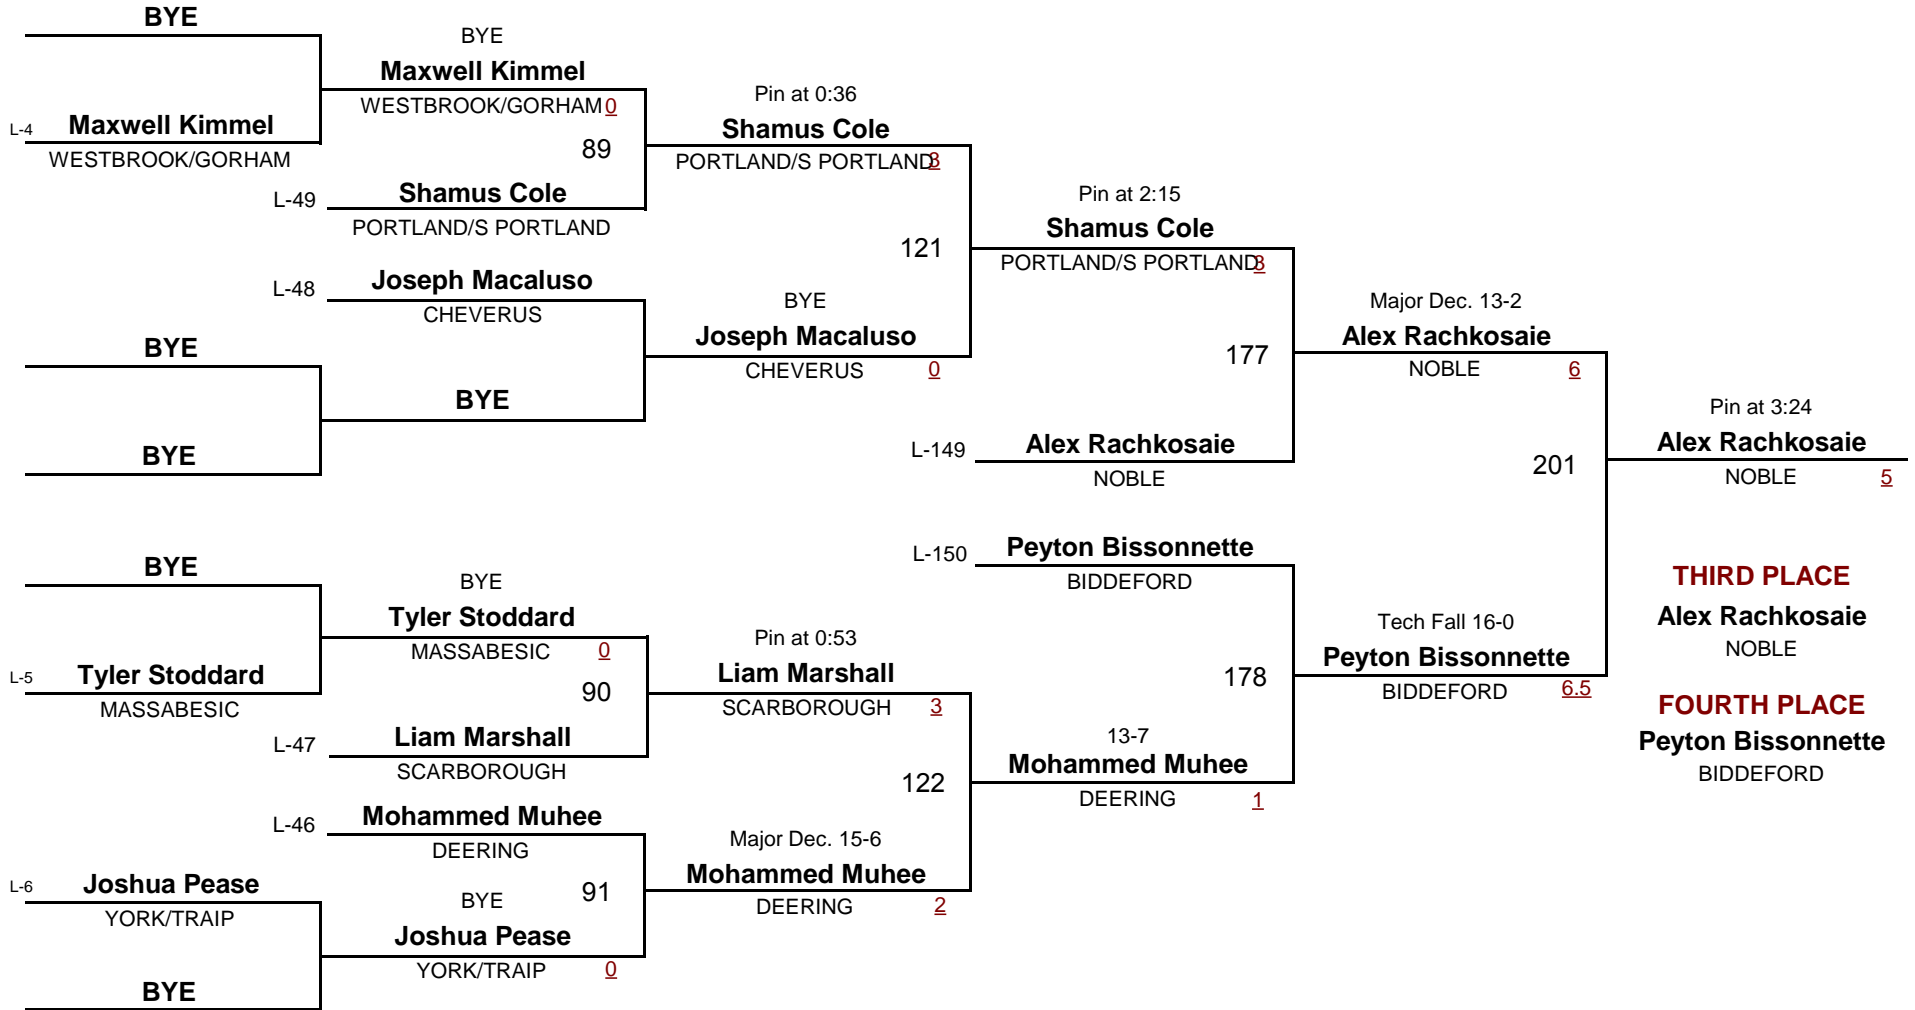 BYE
L-4 Maxwell Kimmel
WESTBROOK/GORHAM
BYE
BYE
BYE
L-5 Tyler Stoddard
MASSABESIC
L-6 Joshua Pease
YORK/TRAIP
BYE
BYE
Maxwell Kimmel
WESTBROOK/GORHAM 0
89
L-49 Shamus Cole
PORTLAND/S PORTLAND
L-48 Joseph Macaluso
CHEVERUS
BYE
BYE
Tyler Stoddard
MASSABESIC 0
90
L-47 Liam Marshall
SCARBOROUGH
L-46 Mohammed Muhee
DEERING
91
BYE
Joshua Pease
YORK/TRAIP 0
Pin at 0:36
Shamus Cole
PORTLAND/S PORTLAND 3
121
BYE
Joseph Macaluso
CHEVERUS 0
Pin at 0:53
Liam Marshall
SCARBOROUGH 3
122
Major Dec. 15-6
Mohammed Muhee
DEERING 2
Pin at 2:15
Shamus Cole
PORTLAND/S PORTLAND 3
177
L-149 Alex Rachkosaie
NOBLE
L-150 Peyton Bissonnette
BIDDEFORD
178
13-7
Mohammed Muhee
DEERING 1
Major Dec. 13-2
Alex Rachkosaie
NOBLE 6
201
Tech Fall 16-0
Peyton Bissonnette
BIDDEFORD 6.5
Pin at 3:24
Alex Rachkosaie
NOBLE 5
THIRD PLACE
Alex Rachkosaie
NOBLE
FOURTH PLACE
Peyton Bissonnette
BIDDEFORD